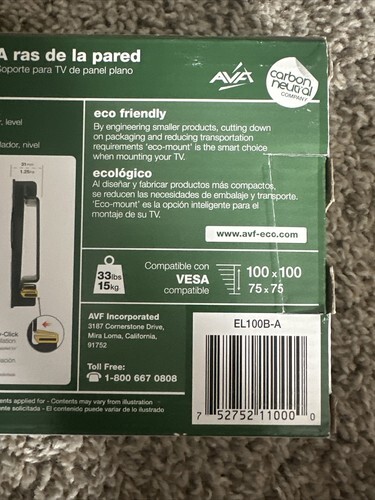 A ras de la pared
Soporte para TV de panel plano
AVF
carbon
neutral
COMPANY
eco friendly
By engineering smaller products, cutting down
on packaging and reducing transportation
requirements 'eco-mount' is the smart choice
when mounting your TV.
ecológico
Al diseñar y fabricar productos más compactos,
se reducen las necesidades de embalaje y transporte.
'Eco-mount' es la opción inteligente para el
montaje de su TV.
www.avf-eco.com
level
nivel
1.25in
33lbs
15kg
Compatible con
VESA
compatible
100 x 100
75 x 75
AVF Incorporated
3187 Cornerstone Drive,
Mira Loma, California,
91752
Toll Free:
1-800 667 0808
EL100B-A
7 52752 11000 0
-Click
applied for - Contents may vary from illustration
solicitada - El contenido puede variar de lo ilustrado